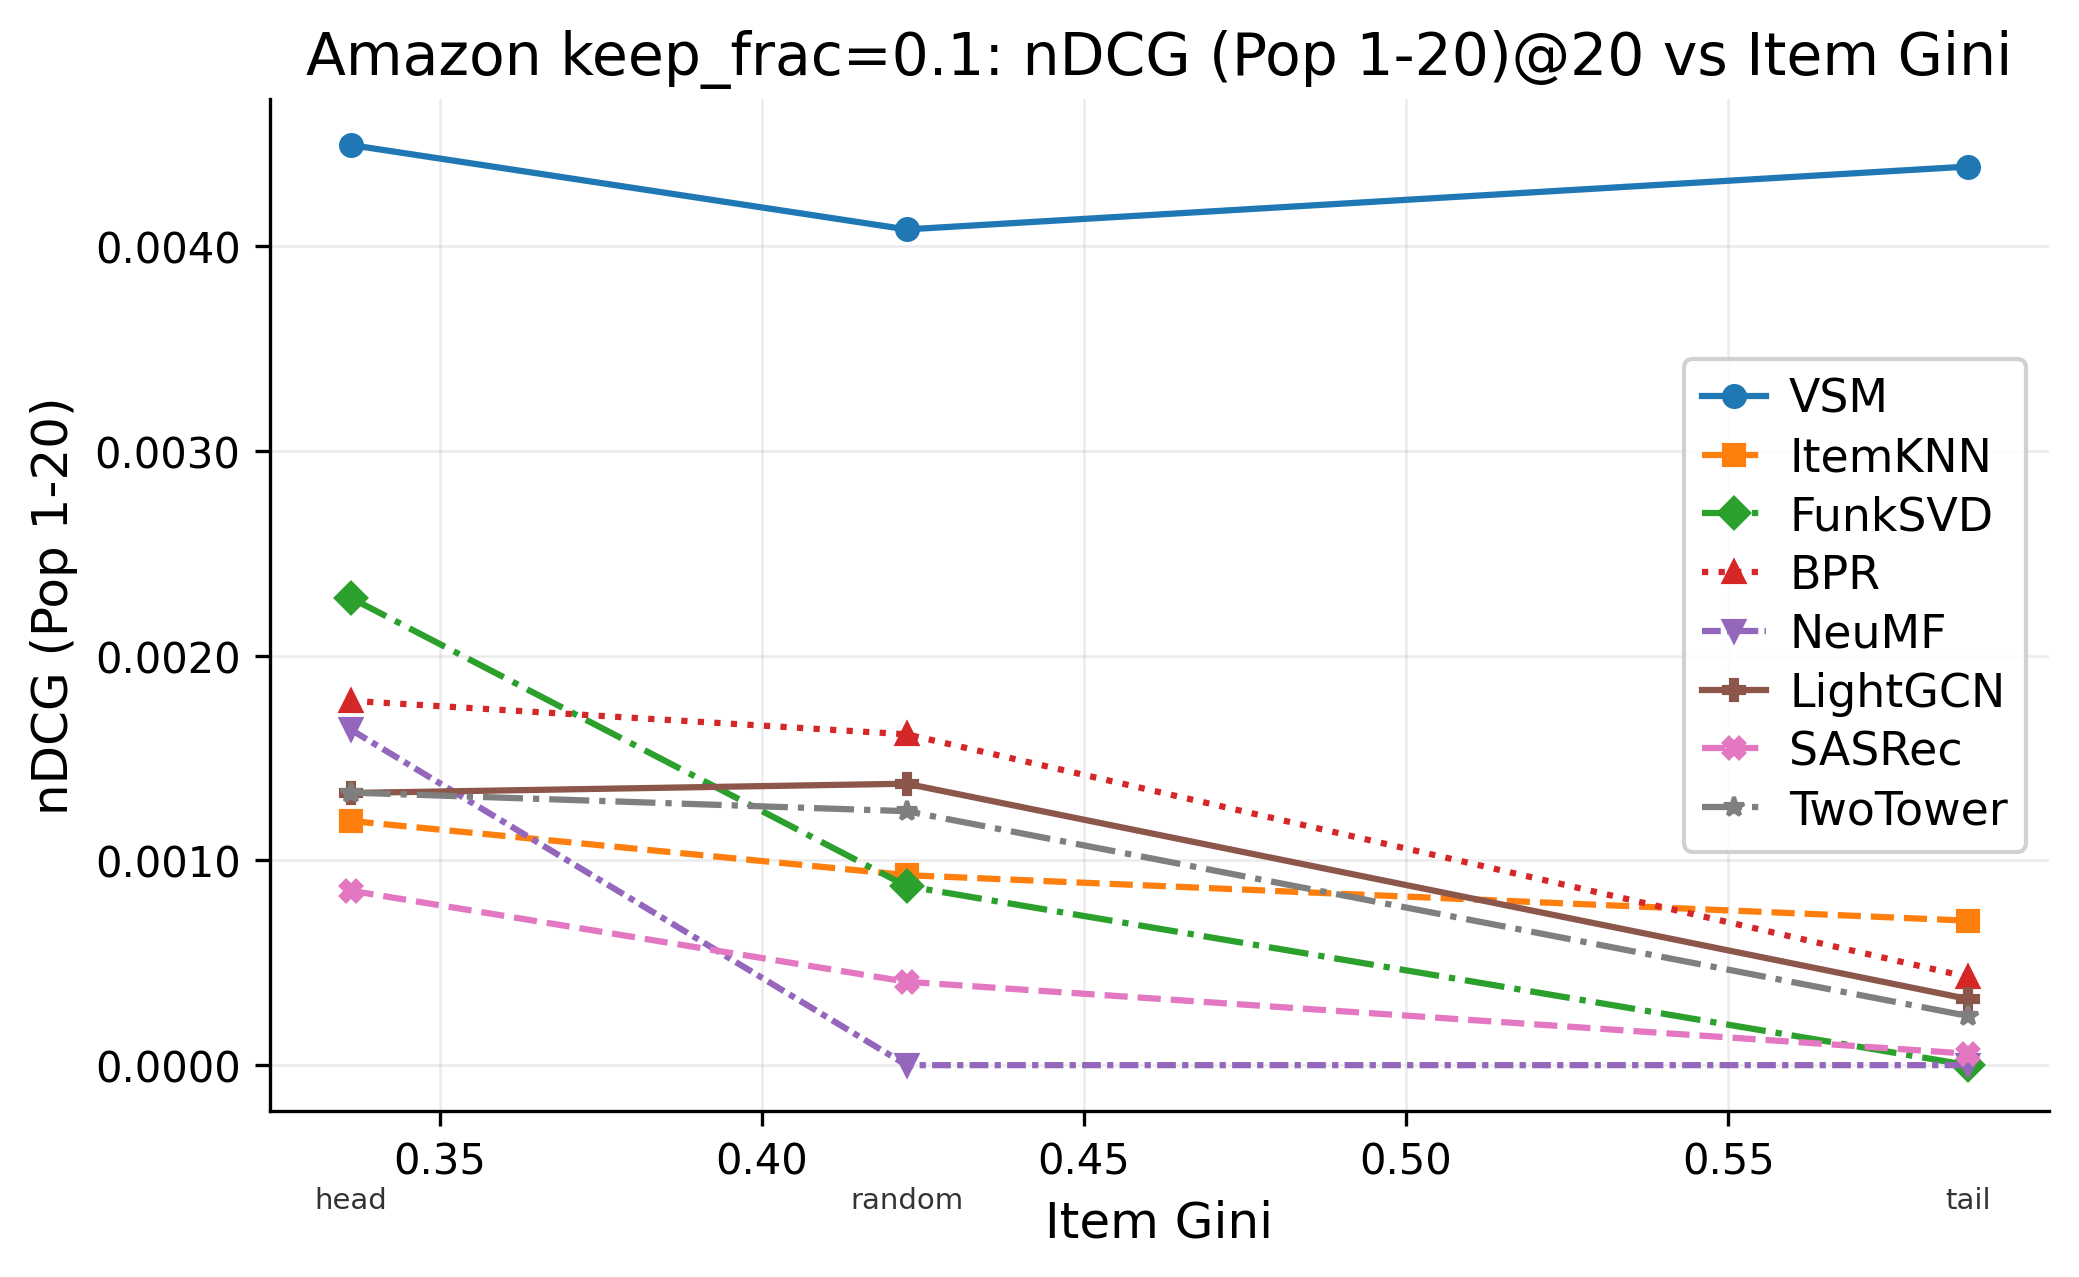 Amazon keep_frac=0.1: nDCG (Pop 1-20)@20 vs Item Gini
nDCG (Pop 1-20)
0.0040
0.0030
0.0020
0.0010
0.0000
VSM
ItemKNN
FunkSVD
BPR
NeuMF
LightGCN
SASRec
TwoTower
0.35 0.40 0.45 0.50 0.55
head random tail
Item Gini